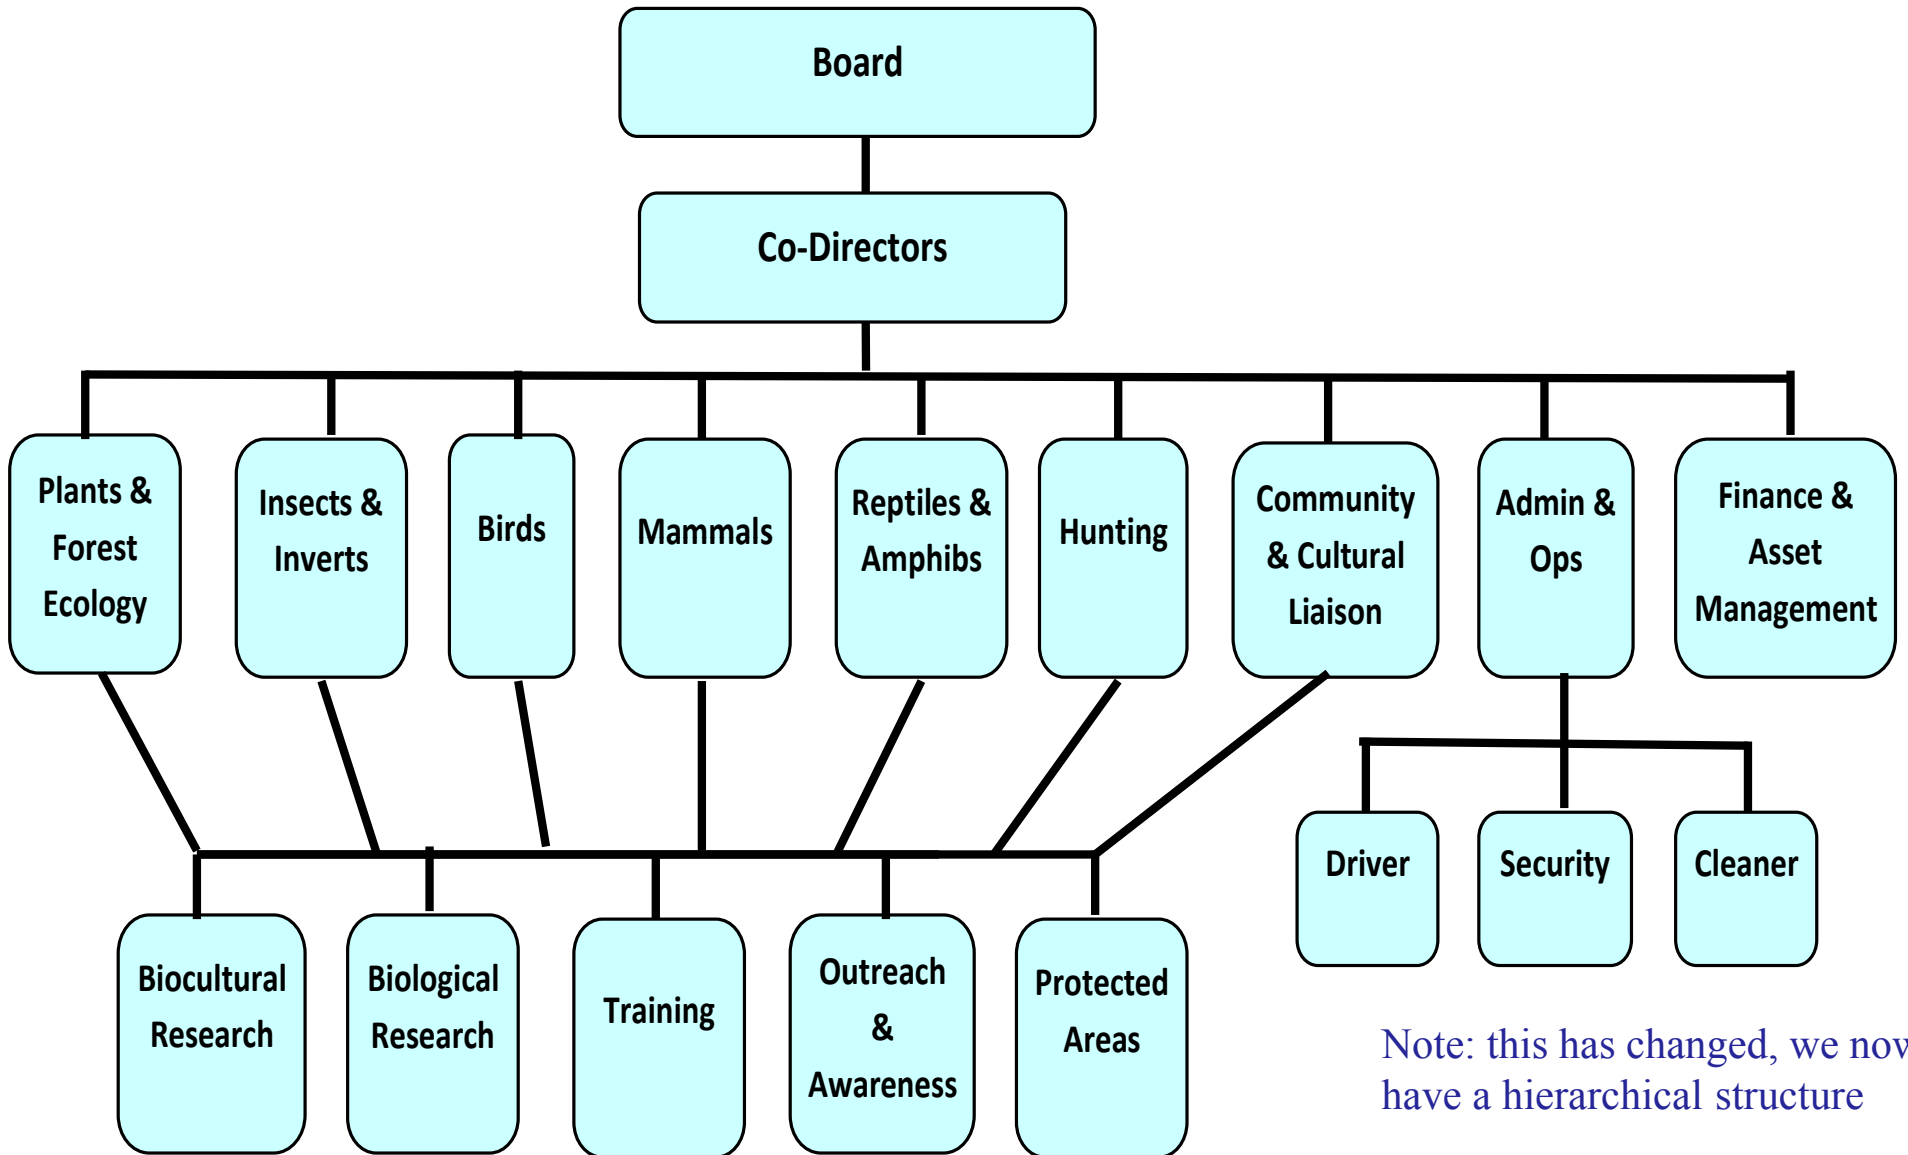 Board
Co-Directors
Plants &
Forest
Ecology
Insects &
Inverts
Birds
Mammals
Reptiles &
Amphibs
Hunting
Community
& Cultural
Liaison
Admin &
Ops
Finance &
Asset
Management
Driver
Security
Cleaner
Biocultural
Research
Biological
Research
Training
Outreach
&
Awareness
Protected
Areas
Note: this has changed, we now
have a hierarchical structure